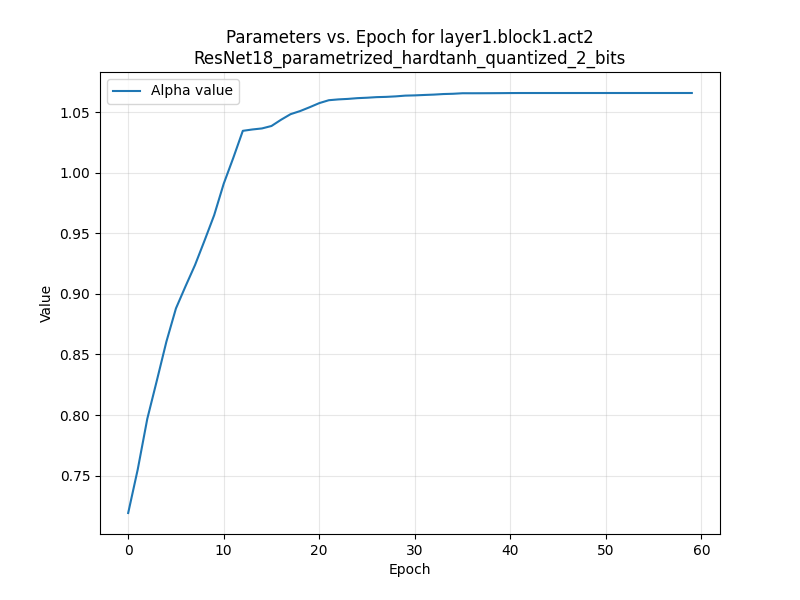 Parameters vs. Epoch for layer1.block1.act2
ResNet18_parametrized_hardtanh_quantized_2_bits
Alpha value
1.05
1.00
0.95
0.90
0.85
0.80
0.75
Value
0 10 20 30 40 50 60
Epoch